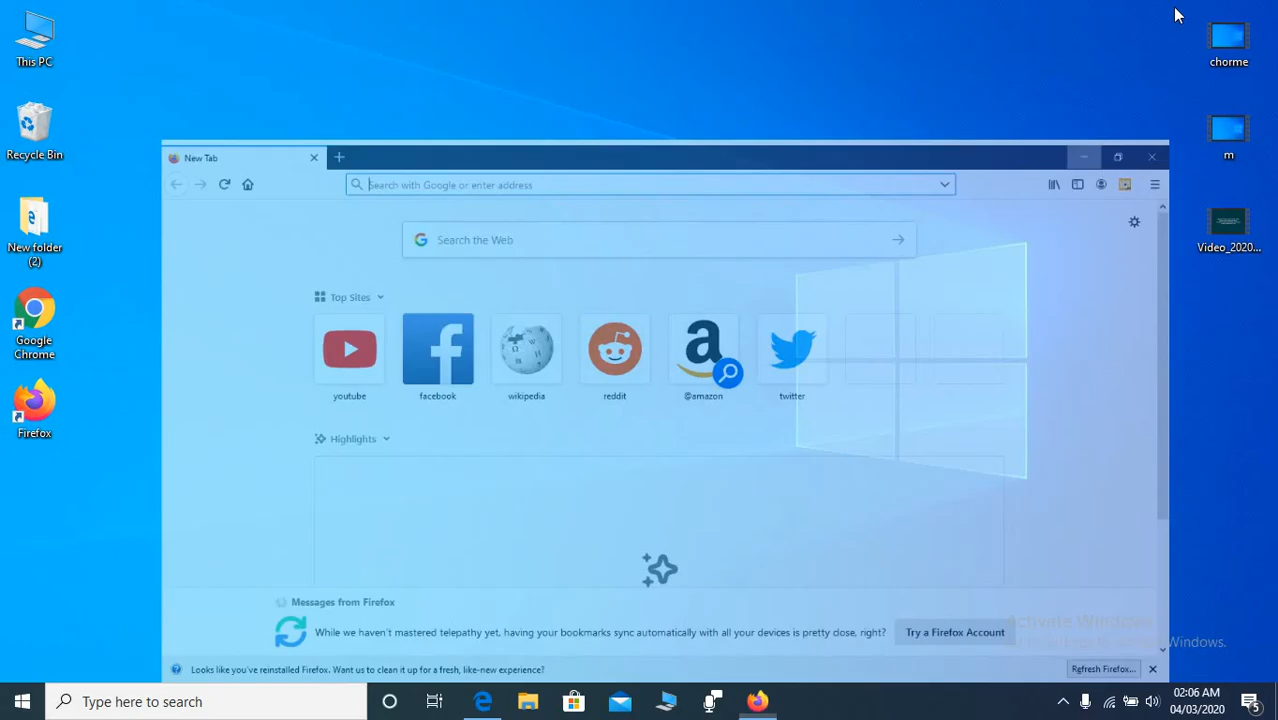 This PC
Recycle Bin
New folder
(2)
Google
Chrome
Firefox
chorme
m
Video_2020...
New Tab
Search with Google or enter address
Search the Web
Top Sites
youtube
facebook
wikipedia
reddit
@amazon
twitter
Highlights
Messages from Firefox
While we haven't mastered telepathy yet, having your bookmarks sync automatically with all your devices is pretty close, right?
Try a Firefox Account
Activate Windows
Windows.
Looks like you've reinstalled Firefox. Want us to clean it up for a fresh, like-new experience?
Refresh Firefox...
Type here to search
02:06 AM
04/03/2020
5